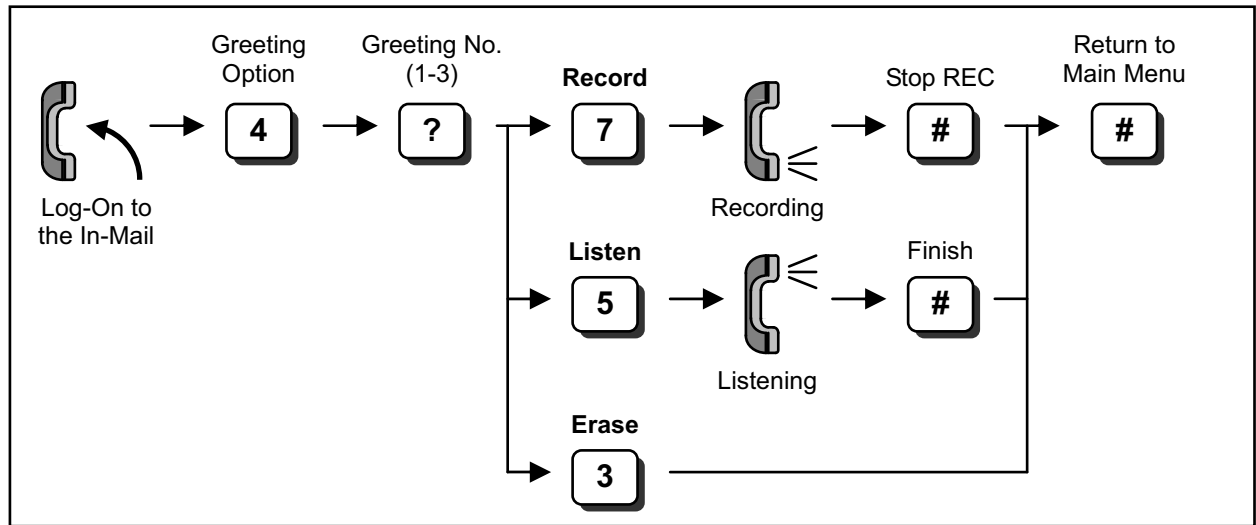 Greeting
Option
Greeting No.
(1-3)
Record
Stop REC
Return to
Main Menu
4
?
7
#
#
Log-On to
the In-Mail
Recording
Listen
Finish
5
#
Listening
Erase
3